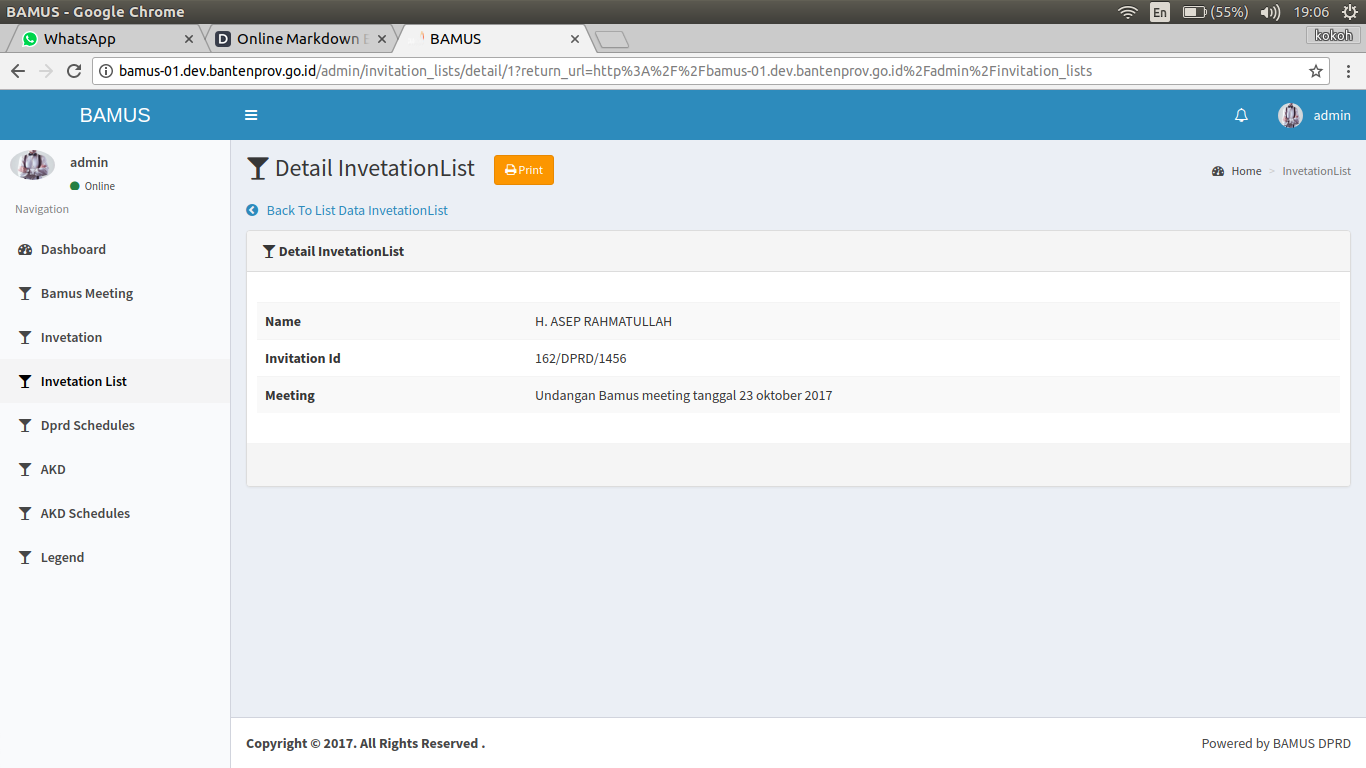 BAMUS - Google Chrome
En
(55%)
19:06
WhatsApp
Online Markdown E
BAMUS
kokoh
bamus-01.dev.bantenprov.go.id/admin/invitation_lists/detail/1?return_url=http%3A%2F%2Fbamus-01.dev.bantenprov.go.id%2Fadmin%2Finvitation_lists
BAMUS
admin
admin
Online
Navigation
Dashboard
Bamus Meeting
Invetation
Invetation List
Dprd Schedules
AKD
AKD Schedules
Legend
Detail InvetationList
Print
Home > InvetationList
Back To List Data InvetationList
Detail InvetationList
Name H. ASEP RAHMATULLAH
Invitation Id 162/DPRD/1456
Meeting Undangan Bamus meeting tanggal 23 oktober 2017
Copyright © 2017. All Rights Reserved .
Powered by BAMUS DPRD